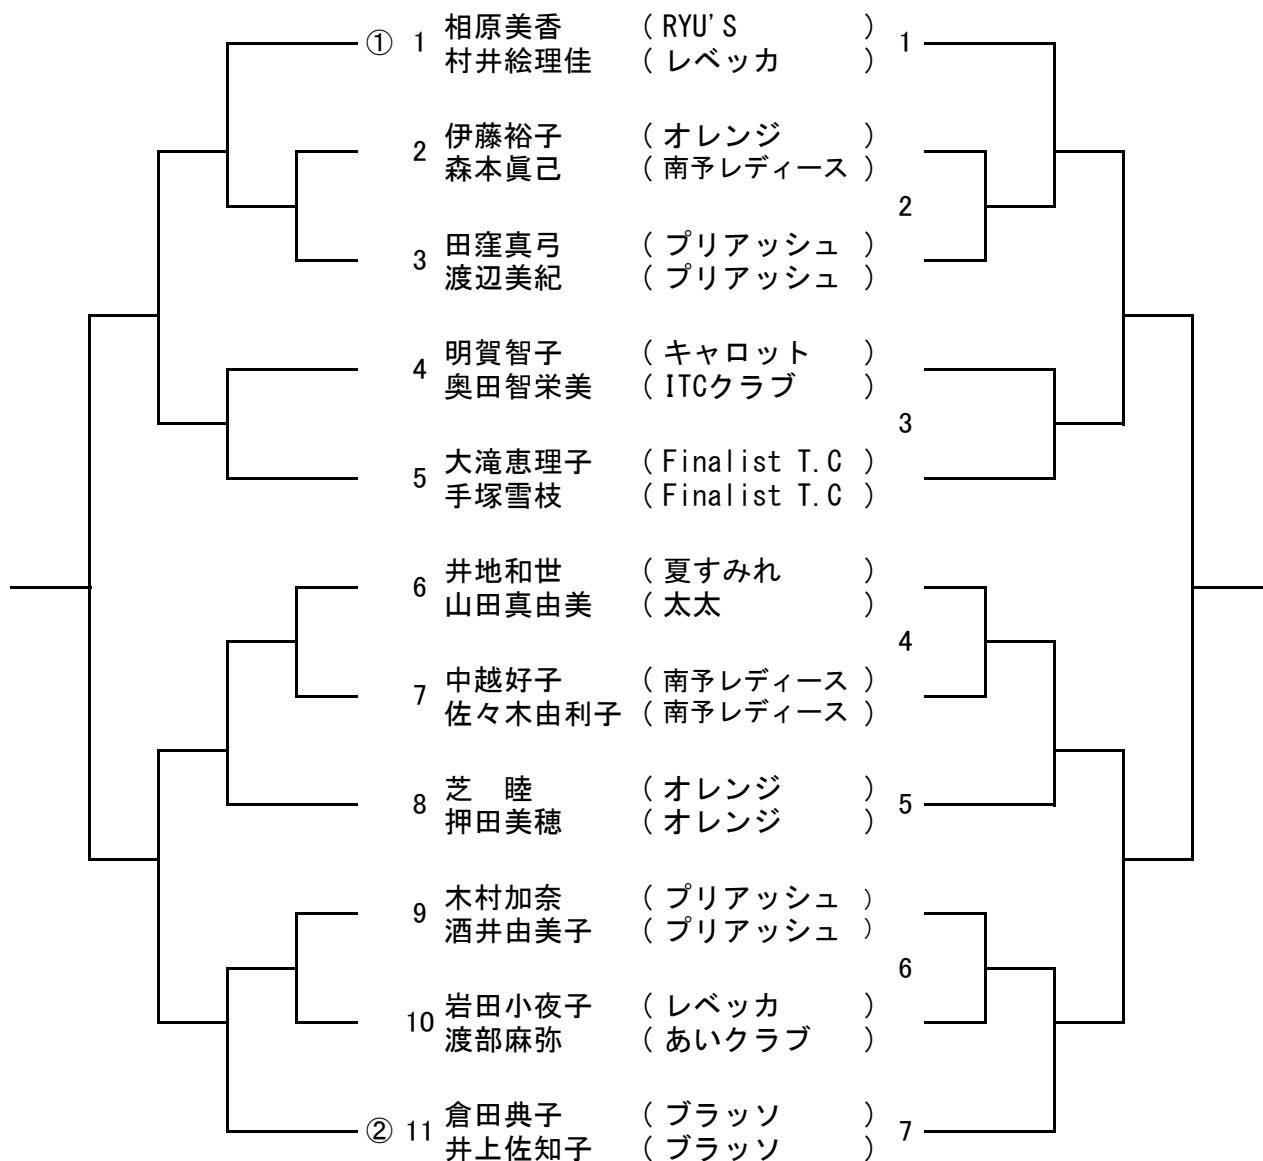 ① 1 相原美香 ( RYU'S ) 1
村井絵理佳 ( レベッカ )
2 伊藤裕子 ( オレンジ )
森本眞己 ( 南予レディース )
2
3 田窪真弓 ( プリアッシュ )
渡辺美紀 ( プリアッシュ )
4 明賀智子 ( キャロット )
奥田智栄美 ( ITCクラブ )
3
5 大滝恵理子 ( Finalist T.C )
手塚雪枝 ( Finalist T.C )
6 井地和世 ( 夏すみれ )
山田真由美 ( 太太 )
4
7 中越好子 ( 南予レディース )
佐々木由利子 ( 南予レディース )
8 芝　睦 ( オレンジ ) 5
押田美穂 ( オレンジ )
9 木村加奈 ( プリアッシュ )
酒井由美子 ( プリアッシュ )
6
10 岩田小夜子 ( レベッカ )
渡部麻弥 ( あいクラブ )
② 11 倉田典子 ( ブラッソ ) 7
井上佐知子 ( ブラッソ )